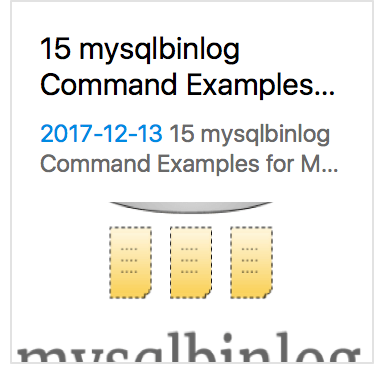 15 mysqlbinlog
Command Examples...
2017-12-13 15 mysqlbinlog
Command Examples for M...
mysqlbinlog